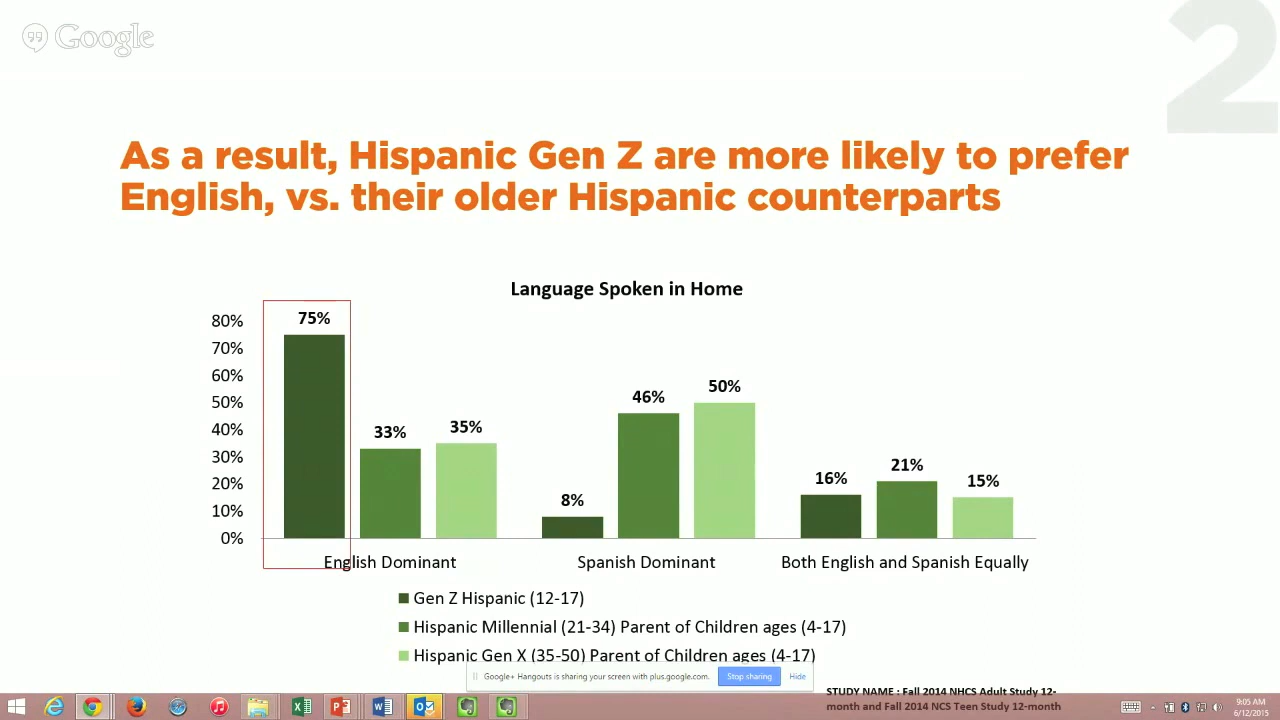 Google
2
As a result, Hispanic Gen Z are more likely to prefer
English, vs. their older Hispanic counterparts
Language Spoken in Home
80%
70%
60%
50%
40%
30%
20%
10%
0%
75%
33%
35%
8%
46%
50%
16%
21%
15%
English Dominant
Spanish Dominant
Both English and Spanish Equally
Gen Z Hispanic (12-17)
Hispanic Millennial (21-34) Parent of Children ages (4-17)
Hispanic Gen X (35-50) Parent of Children ages (4-17)
Google+ Hangouts is sharing your screen with plus.google.com.
Stop sharing
Hide
STUDY NAME : Fall 2014 NHCS Adult Study 12-
month and Fall 2014 NCS Teen Study 12-month
9:05 AM
6/12/2015